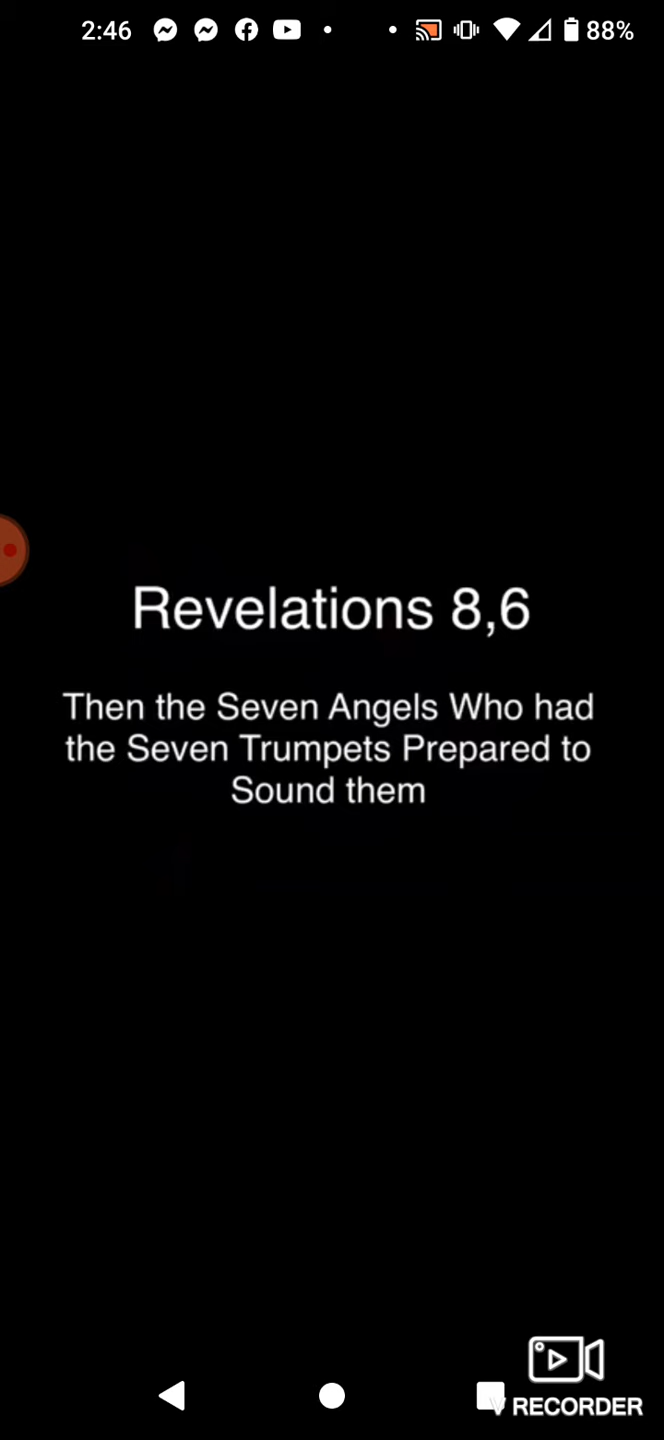 2:46 88%
Revelations 8,6
Then the Seven Angels Who had
the Seven Trumpets Prepared to
Sound them
V RECORDER